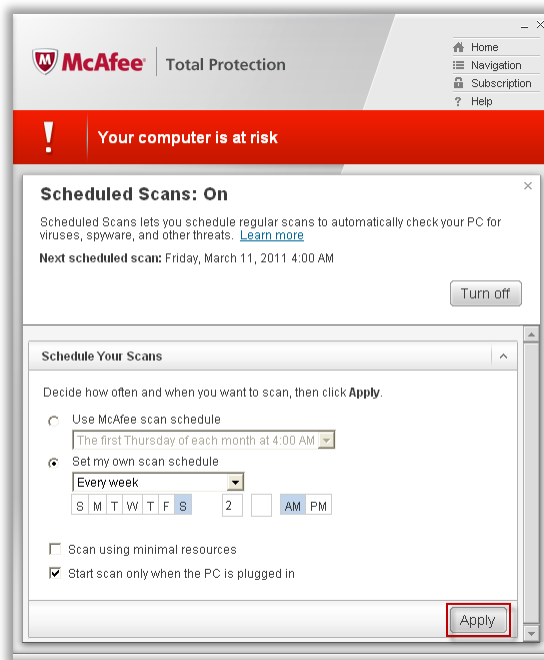 McAfee Total Protection
Home
Navigation
Subscription
? Help
! Your computer is at risk
Scheduled Scans: On
Scheduled Scans lets you schedule regular scans to automatically check your PC for
viruses, spyware, and other threats. Learn more
Next scheduled scan: Friday, March 11, 2011 4:00 AM
Turn off
Schedule Your Scans
Decide how often and when you want to scan, then click Apply.
Use McAfee scan schedule
The first Thursday of each month at 4:00 AM
Set my own scan schedule
Every week
S M T W T F S 2 AM PM
Scan using minimal resources
Start scan only when the PC is plugged in
Apply